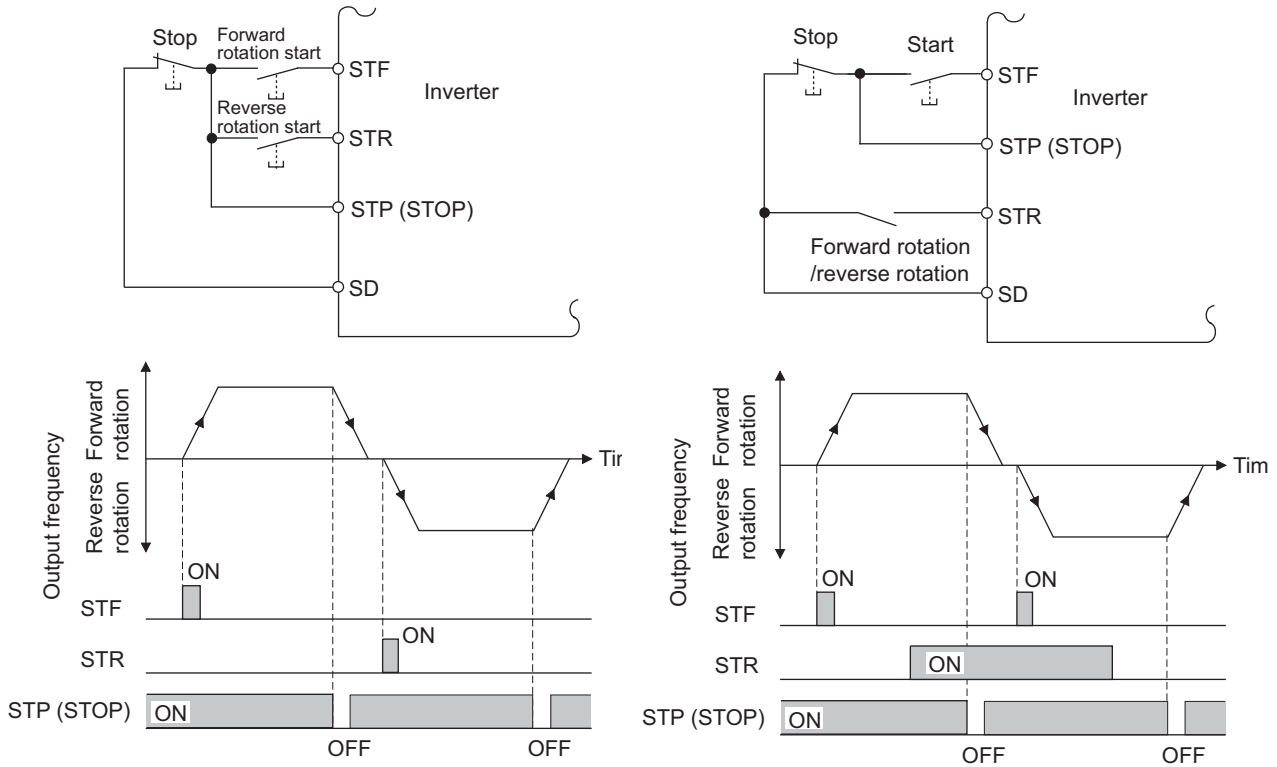 Stop
Forward
rotation start
STF
Inverter
Reverse
rotation start
STR
STP (STOP)
SD
Output frequency
Reverse Forward
rotation rotation
Tir
ON
STF
ON
STR
STP (STOP)
ON
OFF
OFF
Stop
Start
STF
Inverter
STP (STOP)
STR
Forward rotation
/reverse rotation
SD
Output frequency
Reverse Forward
rotation rotation
Tim
ON
ON
STF
STR
ON
STP (STOP)
ON
OFF
OFF